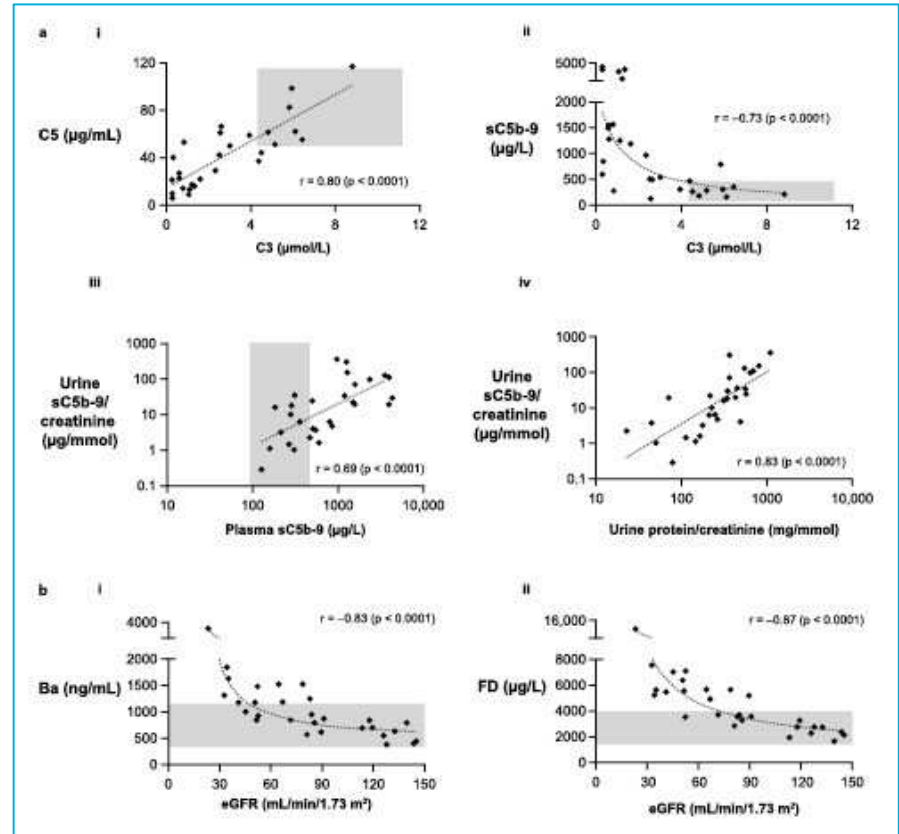 a i
120
80
40
0
C5 (µg/mL)
r = 0.80 (p < 0.0001)
0 4 8 12
C3 (µmol/L)
ii
5000
2000
1500
1000
500
0
sC5b-9
(µg/L)
r = –0.73 (p < 0.0001)
0 4 8 12
C3 (µmol/L)
iii
1000
100
10
1
0.1
Urine
sC5b-9/
creatinine
(µg/mmol)
r = 0.69 (p < 0.0001)
10 100 1000 10,000
Plasma sC5b-9 (µg/L)
iv
1000
100
10
1
0.1
Urine
sC5b-9/
creatinine
(µg/mmol)
r = 0.83 (p < 0.0001)
10 100 1000 10,000
Urine protein/creatinine (mg/mmol)
b i
4000
2000
1500
1000
500
0
Ba (ng/mL)
r = –0.83 (p < 0.0001)
0 30 60 90 120 150
eGFR (mL/min/1.73 m²)
ii
16,000
8000
6000
4000
2000
0
FD (µg/L)
r = –0.87 (p < 0.0001)
0 30 60 90 120 150
eGFR (mL/min/1.73 m²)